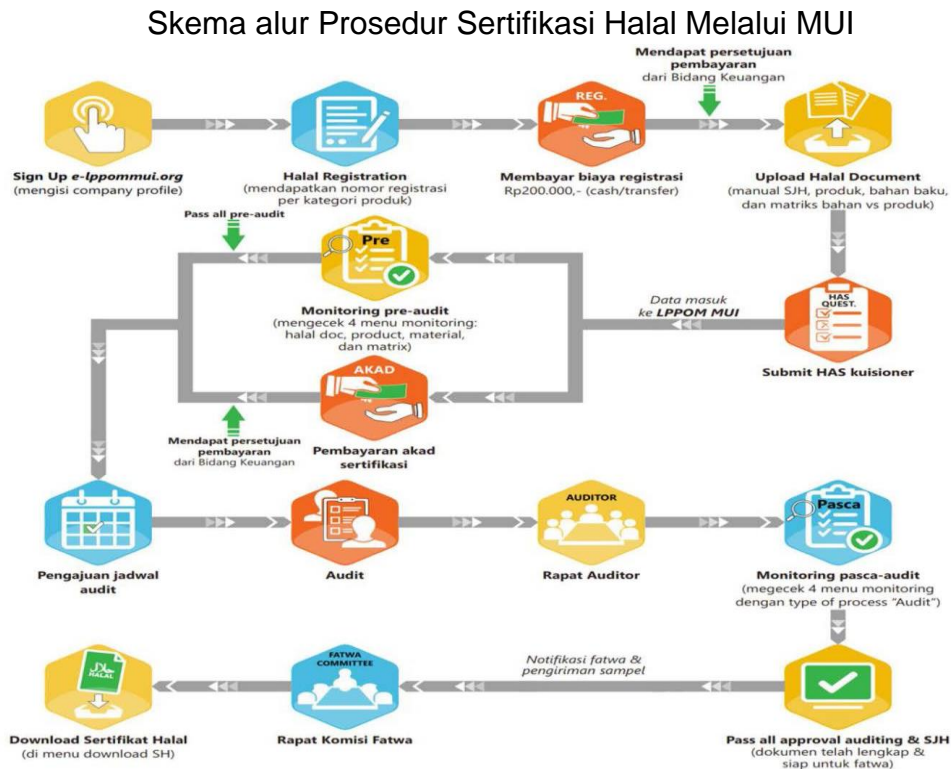 Skema alur Prosedur Sertifikasi Halal Melalui MUI
Mendapat persetujuan
pembayaran
dari Bidang Keuangan
REG.
Sign Up e-lppommui.org
(mengisi company profile)
Halal Registration
(mendapatkan nomor registrasi
per kategori produk)
Membayar biaya registrasi
Rp200.000,- (cash/transfer)
Upload Halal Document
(manual SJH, produk, bahan baku,
dan matriks bahan vs produk)
Pass all pre-audit
Pre
Monitoring pre-audit
(mengecek 4 menu monitoring:
halal doc, product, material,
dan matrix)
Data masuk
ke LPPOM MUI
HAS
QUEST.
Submit HAS kuisioner
AKAD
Mendapat persetujuan
pembayaran
dari Bidang Keuangan
Pembayaran akad
sertifikasi
Pengajuan jadwal
audit
Audit
AUDITOR
Rapat Auditor
Pasca
Monitoring pasca-audit
(megecek 4 menu monitoring
dengan type of process "Audit")
حلال
HALAL
Download Sertifikat Halal
(di menu download SH)
FATWA
COMMITTEE
Rapat Komisi Fatwa
Notifikasi fatwa &
pengiriman sampel
Pass all approval auditing & SJH
(dokumen telah lengkap &
siap untuk fatwa)